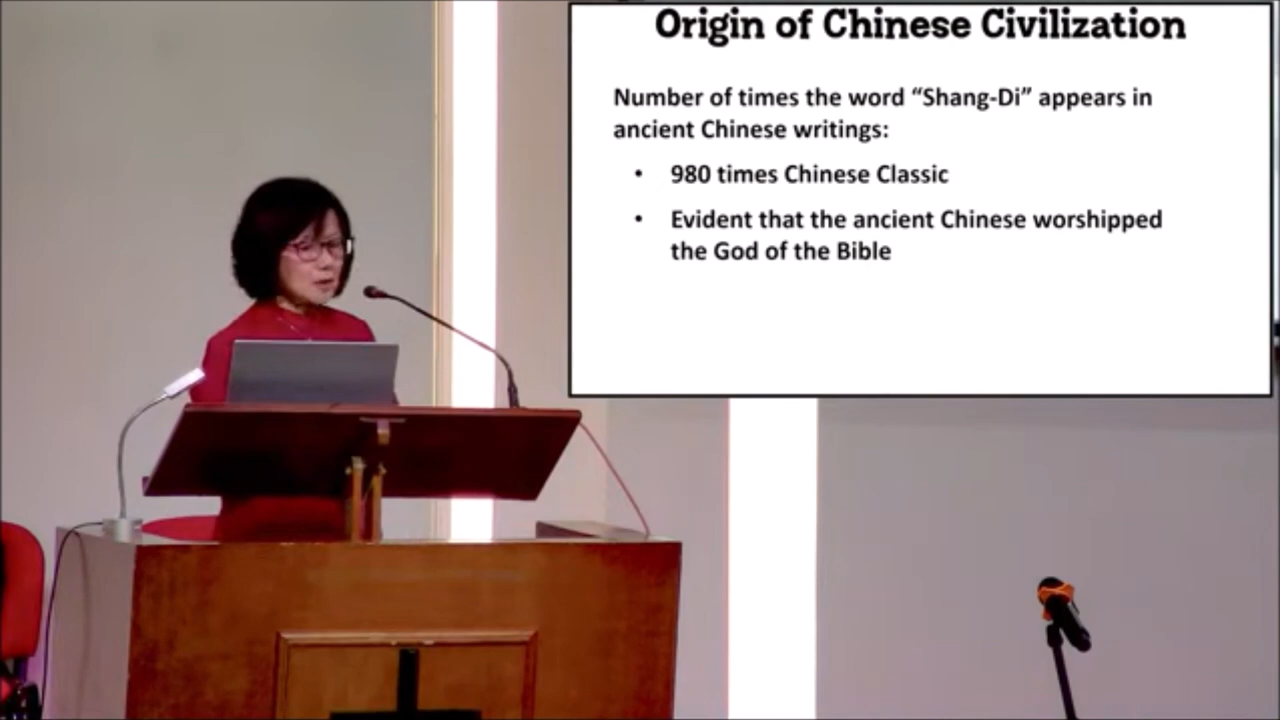 Origin of Chinese Civilization
Number of times the word “Shang-Di” appears in
ancient Chinese writings:
• 980 times Chinese Classic
• Evident that the ancient Chinese worshipped
the God of the Bible